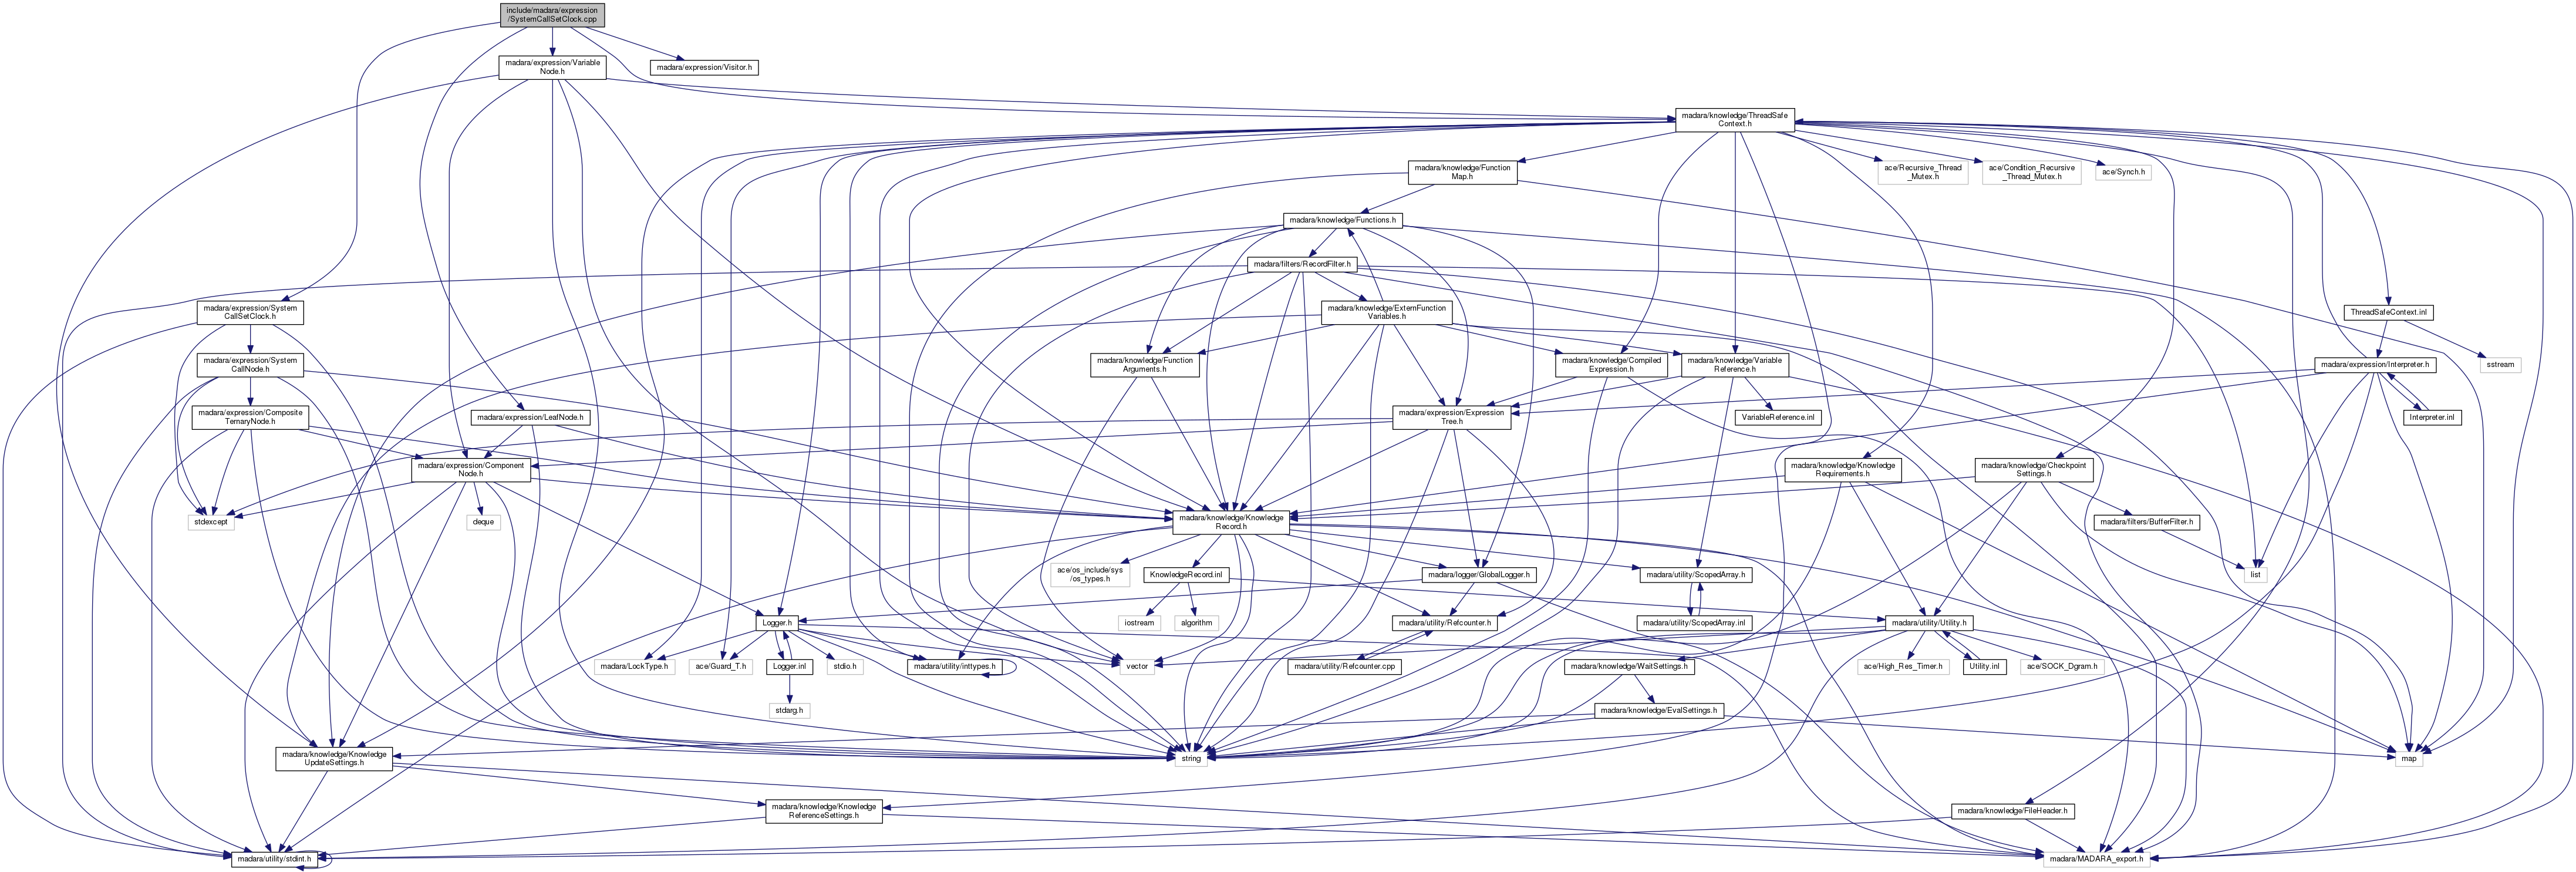 include/madara/expression
/SystemCallSetClock.cpp
madara/expression/Variable
Node.h
madara/expression/Visitor.h
madara/knowledge/ThreadSafe
Context.h
madara/knowledge/Function
Map.h
ace/Recursive_Thread
_Mutex.h
ace/Condition_Recursive
_Thread_Mutex.h
ace/Synch.h
madara/knowledge/Functions.h
madara/filters/RecordFilter.h
madara/expression/System
CallSetClock.h
madara/knowledge/ExternFunction
Variables.h
ThreadSafeContext.inl
madara/expression/System
CallNode.h
madara/knowledge/Function
Arguments.h
madara/knowledge/Compiled
Expression.h
madara/knowledge/Variable
Reference.h
madara/expression/Interpreter.h
sstream
madara/expression/Composite
TernaryNode.h
madara/expression/LeafNode.h
madara/expression/Expression
Tree.h
VariableReference.inl
Interpreter.inl
madara/expression/Component
Node.h
madara/knowledge/Knowledge
Requirements.h
madara/knowledge/Checkpoint
Settings.h
stdexcept
deque
madara/knowledge/Knowledge
Record.h
madara/filters/BufferFilter.h
ace/os_include/sys
/os_types.h
KnowledgeRecord.inl
madara/logger/GlobalLogger.h
madara/utility/ScopedArray.h
list
Logger.h
iostream
algorithm
madara/utility/Refcounter.h
madara/utility/ScopedArray.inl
madara/utility/Utility.h
madara/LockType.h
ace/Guard_T.h
Logger.inl
stdio.h
madara/utility/inttypes.h
vector
madara/utility/Refcounter.cpp
madara/knowledge/WaitSettings.h
ace/High_Res_Timer.h
Utility.inl
ace/SOCK_Dgram.h
stdarg.h
madara/knowledge/EvalSettings.h
madara/knowledge/Knowledge
UpdateSettings.h
string
map
madara/knowledge/Knowledge
ReferenceSettings.h
madara/knowledge/FileHeader.h
madara/utility/stdint.h
madara/MADARA_export.h